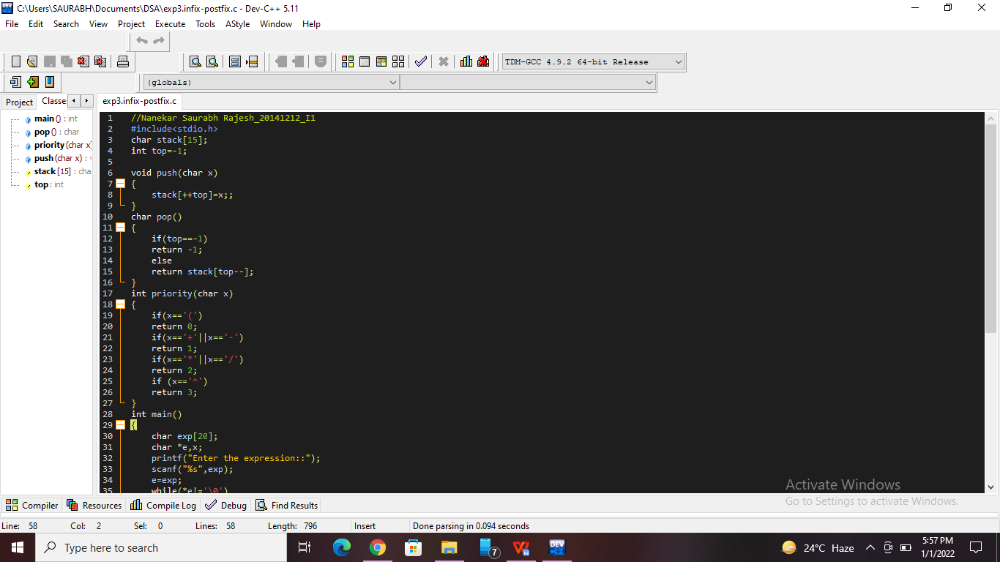 C:\Users\SAURABH\Documents\DSA\exp3.infix-postfix.c - Dev-C++ 5.11
File Edit Search View Project Execute Tools AStyle Window Help
TDM-GCC 4.9.2 64-bit Release
(globals)
Project Classe exp3.infix-postfix.c
main () : int
pop () : char
priority (char x)
push (char x) : v
stack [15] : cha
top : int
1 //Nanekar Saurabh Rajesh_20141212_I1
2 #include<stdio.h>
3 char stack[15];
4 int top=-1;
5
6 void push(char x)
7 {
8 stack[++top]=x;;
9 }
10 char pop()
11 {
12 if(top==-1)
13 return -1;
14 else
15 return stack[top--];
16 }
17 int priority(char x)
18 {
19 if(x=='(')
20 return 0;
21 if(x=='+'||x=='-')
22 return 1;
23 if(x=='*'||x=='/')
24 return 2;
25 if (x=='^')
26 return 3;
27 }
28 int main()
29 {
30 char exp[20];
31 char *e,x;
32 printf("Enter the expression::");
33 scanf("%s",exp);
34 e=exp;
35 while(*e!='\0')
Activate Windows
Go to Settings to activate Windows.
Compiler Resources Compile Log Debug Find Results
Line: 58 Col: 2 Sel: 0 Lines: 58 Length: 796 Insert Done parsing in 0.094 seconds
Type here to search
7
DEV
24°C Haze
5:57 PM
1/1/2022